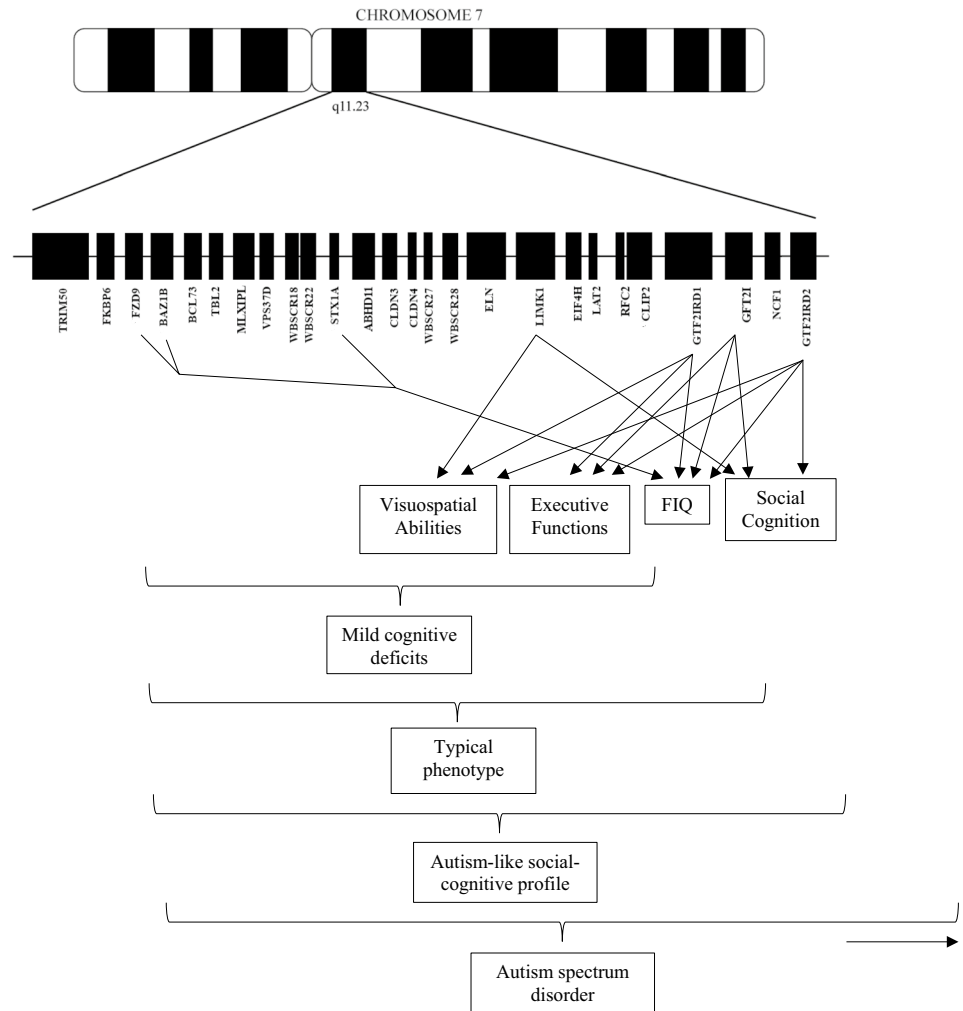 CHROMOSOME 7
q11.23
TRIM50
FKBP6
FZD9
BAZ1B
BCL73
TBL2
MLXIPL
VPS37D
WBSCR18
WBSCR22
STX1A
ABHD11
CLDN3
CLDN4
WBSCR27
WBSCR28
ELN
LIMK1
EIF4H
LAT2
RFC2
CLIP2
GTF2IRD1
GFT2I
NCF1
GTF2IRD2
Visuospatial
Abilities
Executive
Functions
FIQ
Social
Cognition
Mild cognitive
deficits
Typical
phenotype
Autism-like social-
cognitive profile
Autism spectrum
disorder